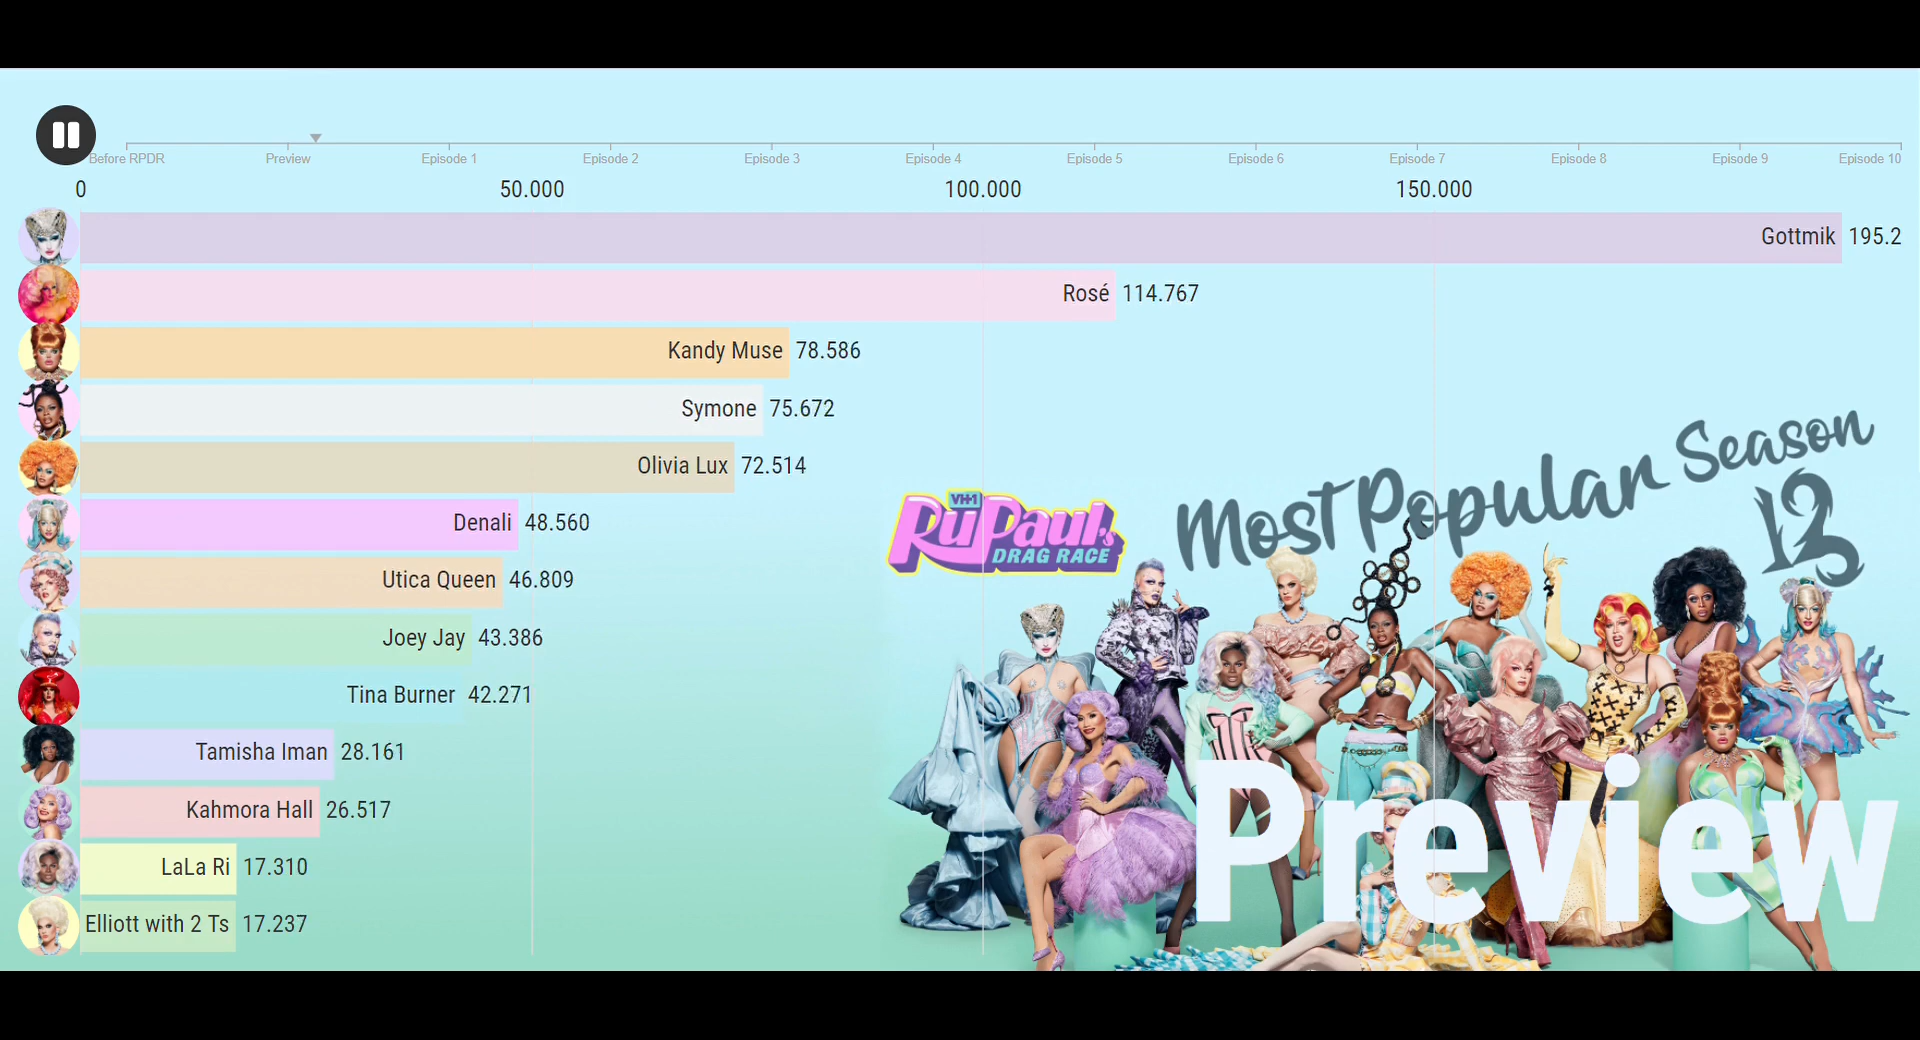 Before RPDR Preview Episode 1 Episode 2 Episode 3 Episode 4 Episode 5 Episode 6 Episode 7 Episode 8 Episode 9 Episode 10
0 50.000 100.000 150.000
Gottmik 195.2
Rosé 114.767
Kandy Muse 78.586
Symone 75.672
Olivia Lux 72.514
Denali 48.560
Utica Queen 46.809
Joey Jay 43.386
Tina Burner 42.271
Tamisha Iman 28.161
Kahmora Hall 26.517
LaLa Ri 17.310
Elliott with 2 Ts 17.237
VH1
RuPaul's
DRAG RACE
Most Popular Season
13
Preview